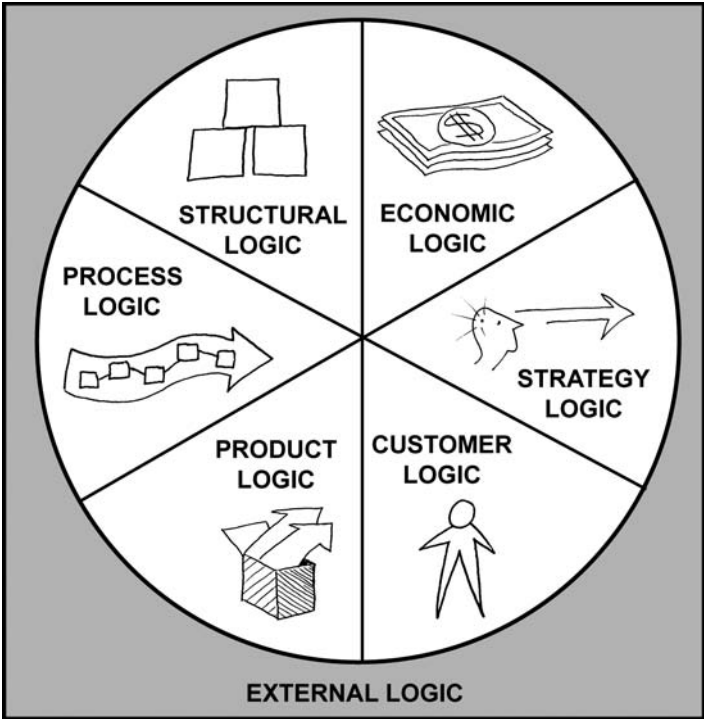 STRUCTURAL
LOGIC
$
ECONOMIC
LOGIC
PROCESS
LOGIC
STRATEGY
LOGIC
PRODUCT
LOGIC
CUSTOMER
LOGIC
EXTERNAL LOGIC